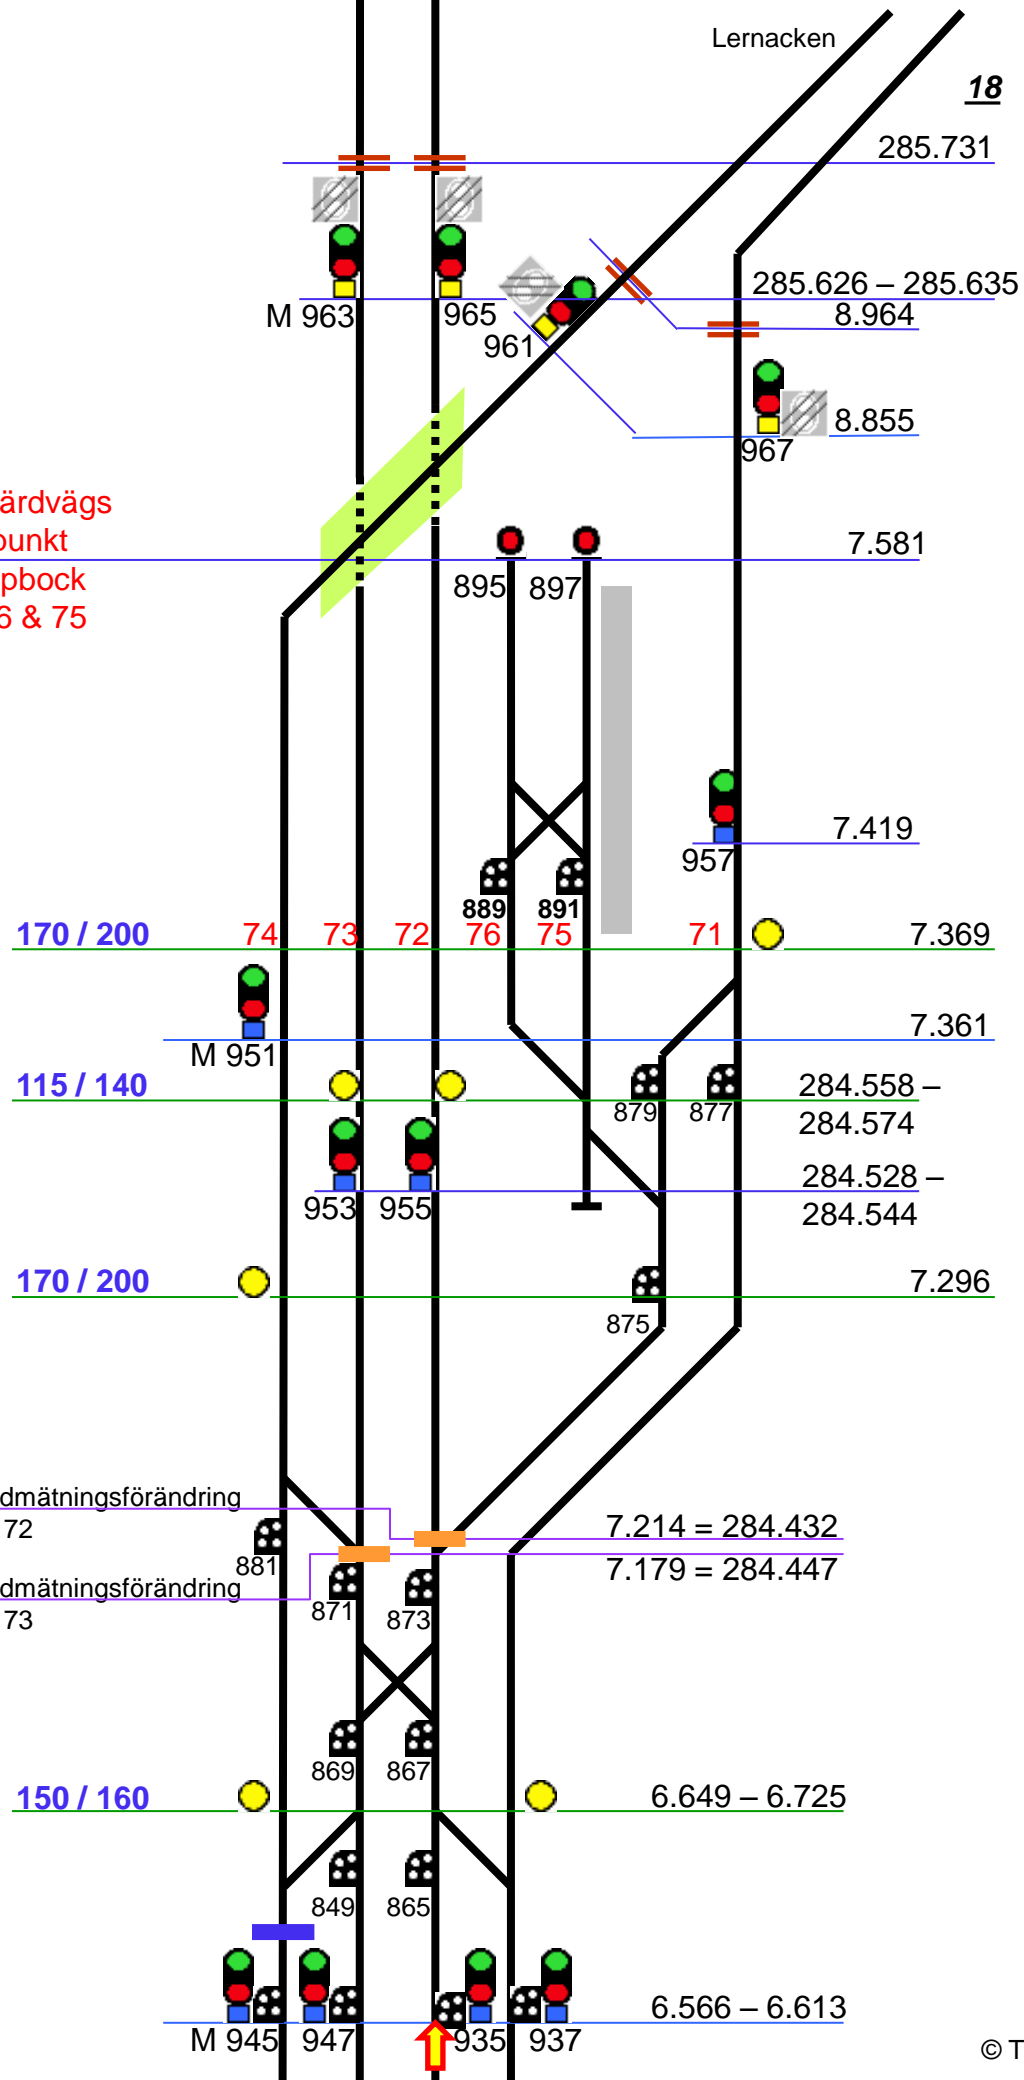 Lernacken
18
285.731
285.626 – 285.635
M 963
965
8.964
961
8.855
967
ärdvägs
punkt
pbock
6 & 75
7.581
895
897
7.419
957
889
891
170 / 200
74
73
72
76
75
71
7.369
7.361
M 951
115 / 140
284.558 –
284.574
879
877
284.528 –
284.544
953
955
170 / 200
7.296
875
dmätningsförändring
72
7.214 = 284.432
881
7.179 = 284.447
dmätningsförändring
73
871
873
869
867
150 / 160
6.649 – 6.725
849
865
6.566 – 6.613
M 945
947
935
937
© T